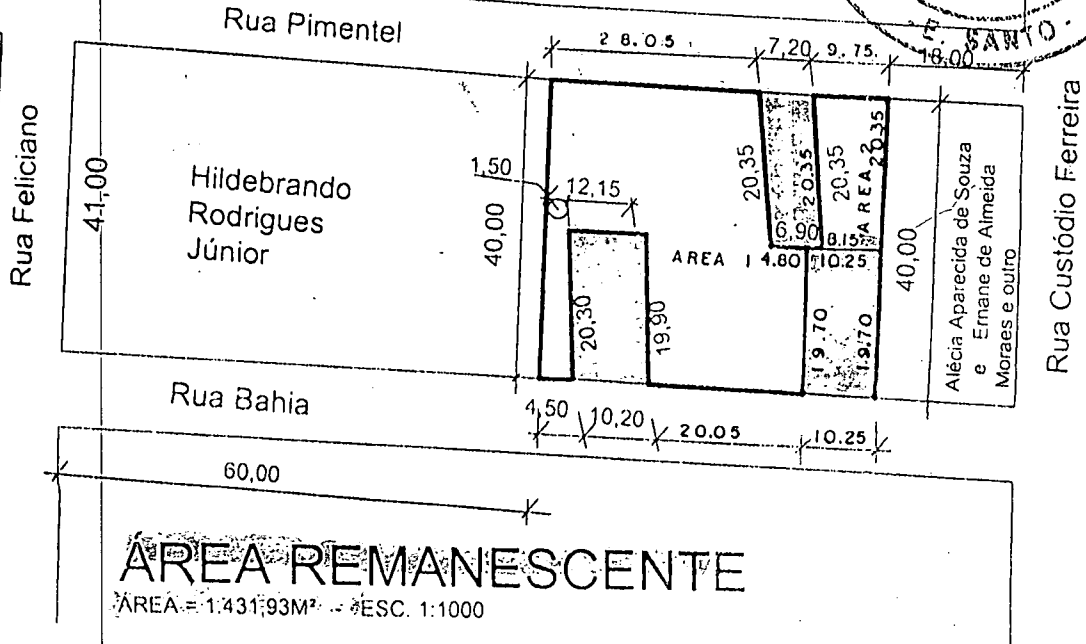 Rua Pimentel
28.05
7,20
9.75
18,00
E. SANTO.
Rua Feliciano
41,00
Hildebrando
Rodrigues
Júnior
1,50
12,15
40,00
20,35
20.35
20,35
AREA 2
20.35
6,90
8.15
AREA 1
4.80
10.25
40,00
20,30
19,90
19.70
19.70
Alécia Aparecida de Souza
e Ernane de Almeida
Moraes e outro
Rua Custódio Ferreira
Rua Bahia
4,50
10,20
20.05
10.25
60,00
ÁREA REMANESCENTE
ÁREA = 1.431,93M² - ESC. 1:1000